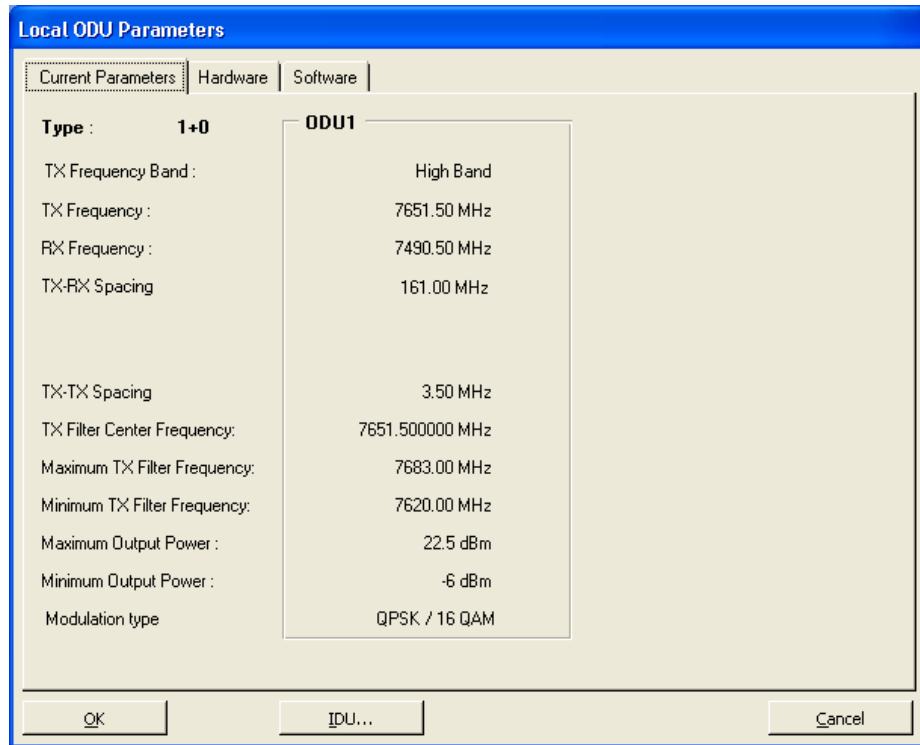 Local ODU Parameters
Current Parameters Hardware Software
Type : 1+0 ODU1
TX Frequency Band : High Band
TX Frequency : 7651.50 MHz
RX Frequency : 7490.50 MHz
TX-RX Spacing 161.00 MHz
TX-TX Spacing 3.50 MHz
TX Filter Center Frequency: 7651.500000 MHz
Maximum TX Filter Frequency: 7683.00 MHz
Minimum TX Filter Frequency: 7620.00 MHz
Maximum Output Power : 22.5 dBm
Minimum Output Power : -6 dBm
Modulation type QPSK / 16 QAM
OK IDU... Cancel